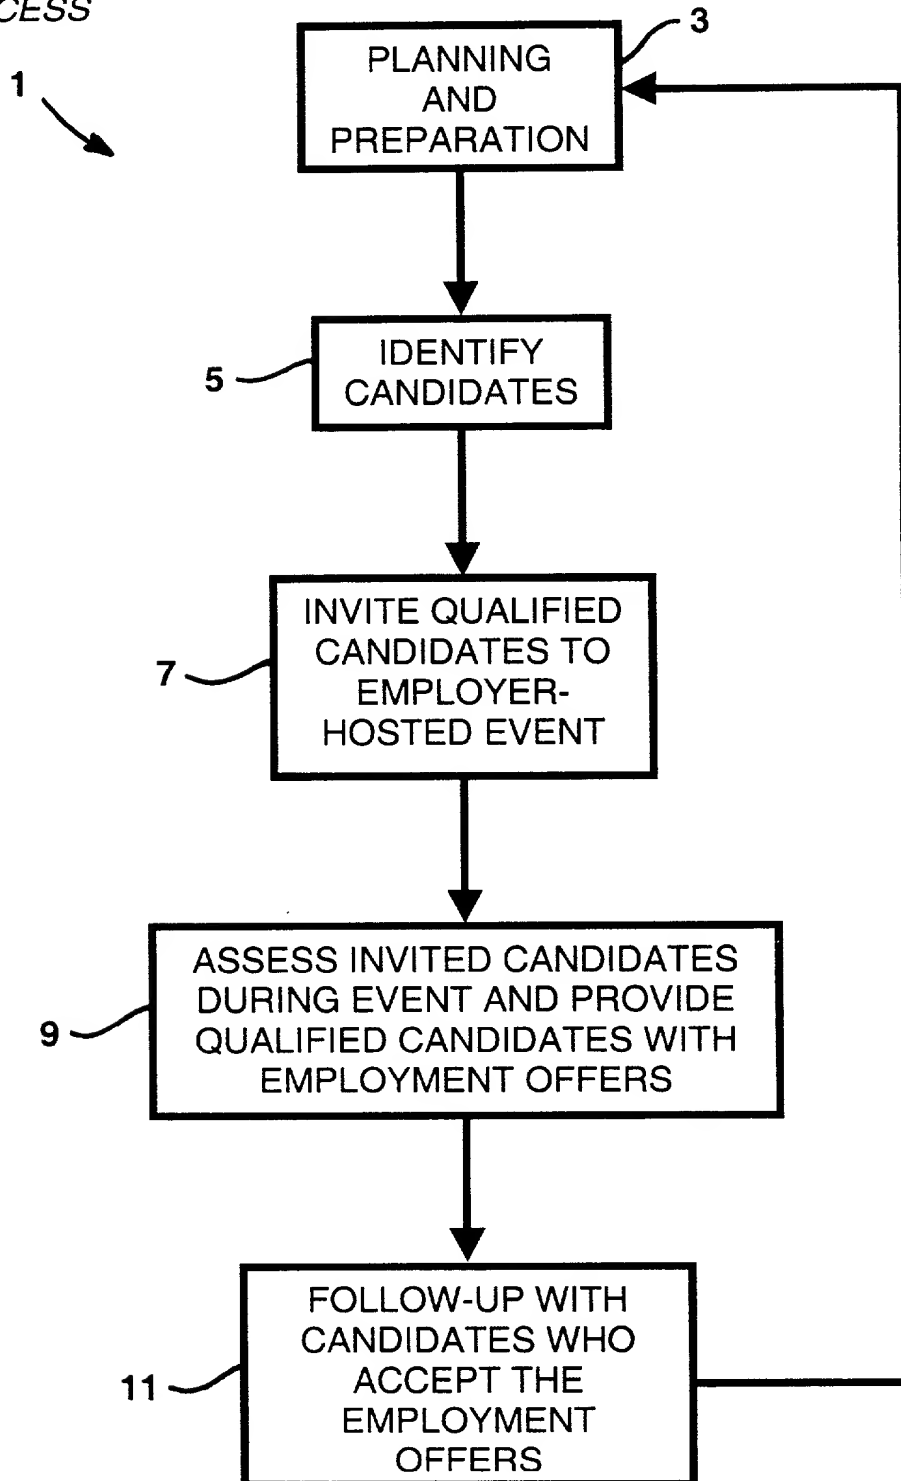 3
1
PLANNING
AND
PREPARATION
5
IDENTIFY
CANDIDATES
7
INVITE QUALIFIED
CANDIDATES TO
EMPLOYER-
HOSTED EVENT
9
ASSESS INVITED CANDIDATES
DURING EVENT AND PROVIDE
QUALIFIED CANDIDATES WITH
EMPLOYMENT OFFERS
11
FOLLOW-UP WITH
CANDIDATES WHO
ACCEPT THE
EMPLOYMENT
OFFERS